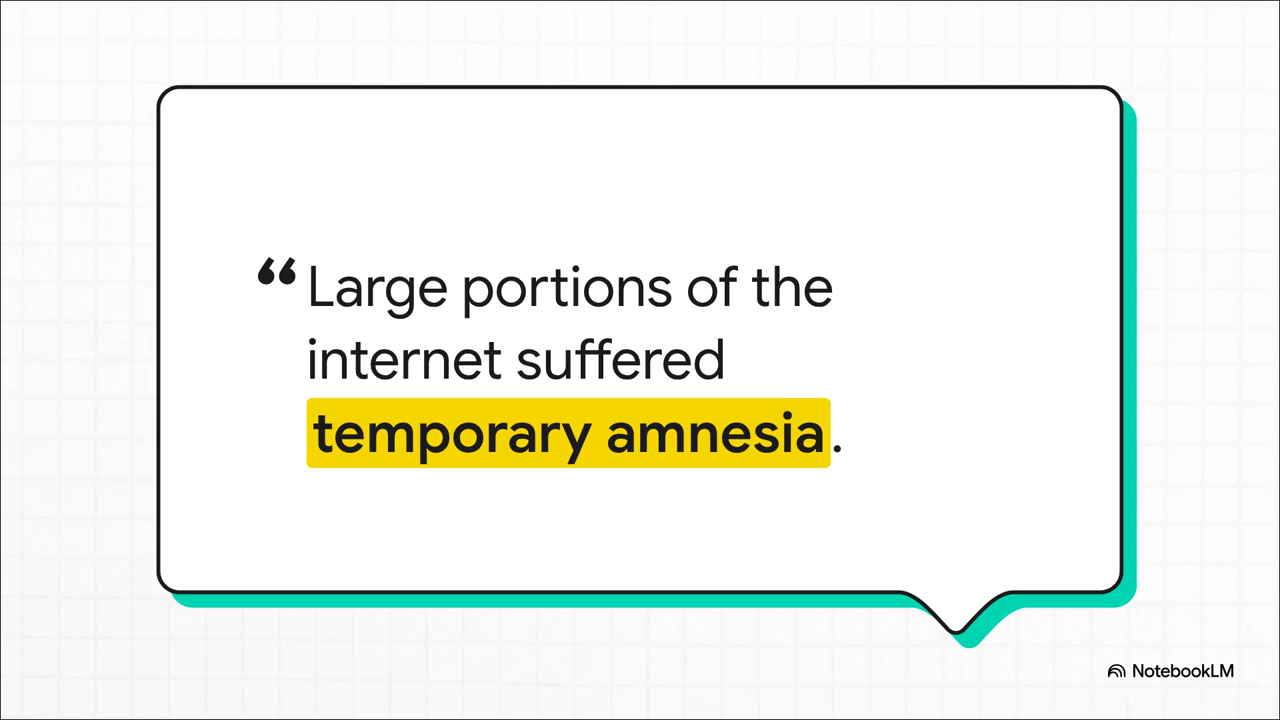 “Large portions of the
internet suffered
temporary amnesia.
NotebookLM